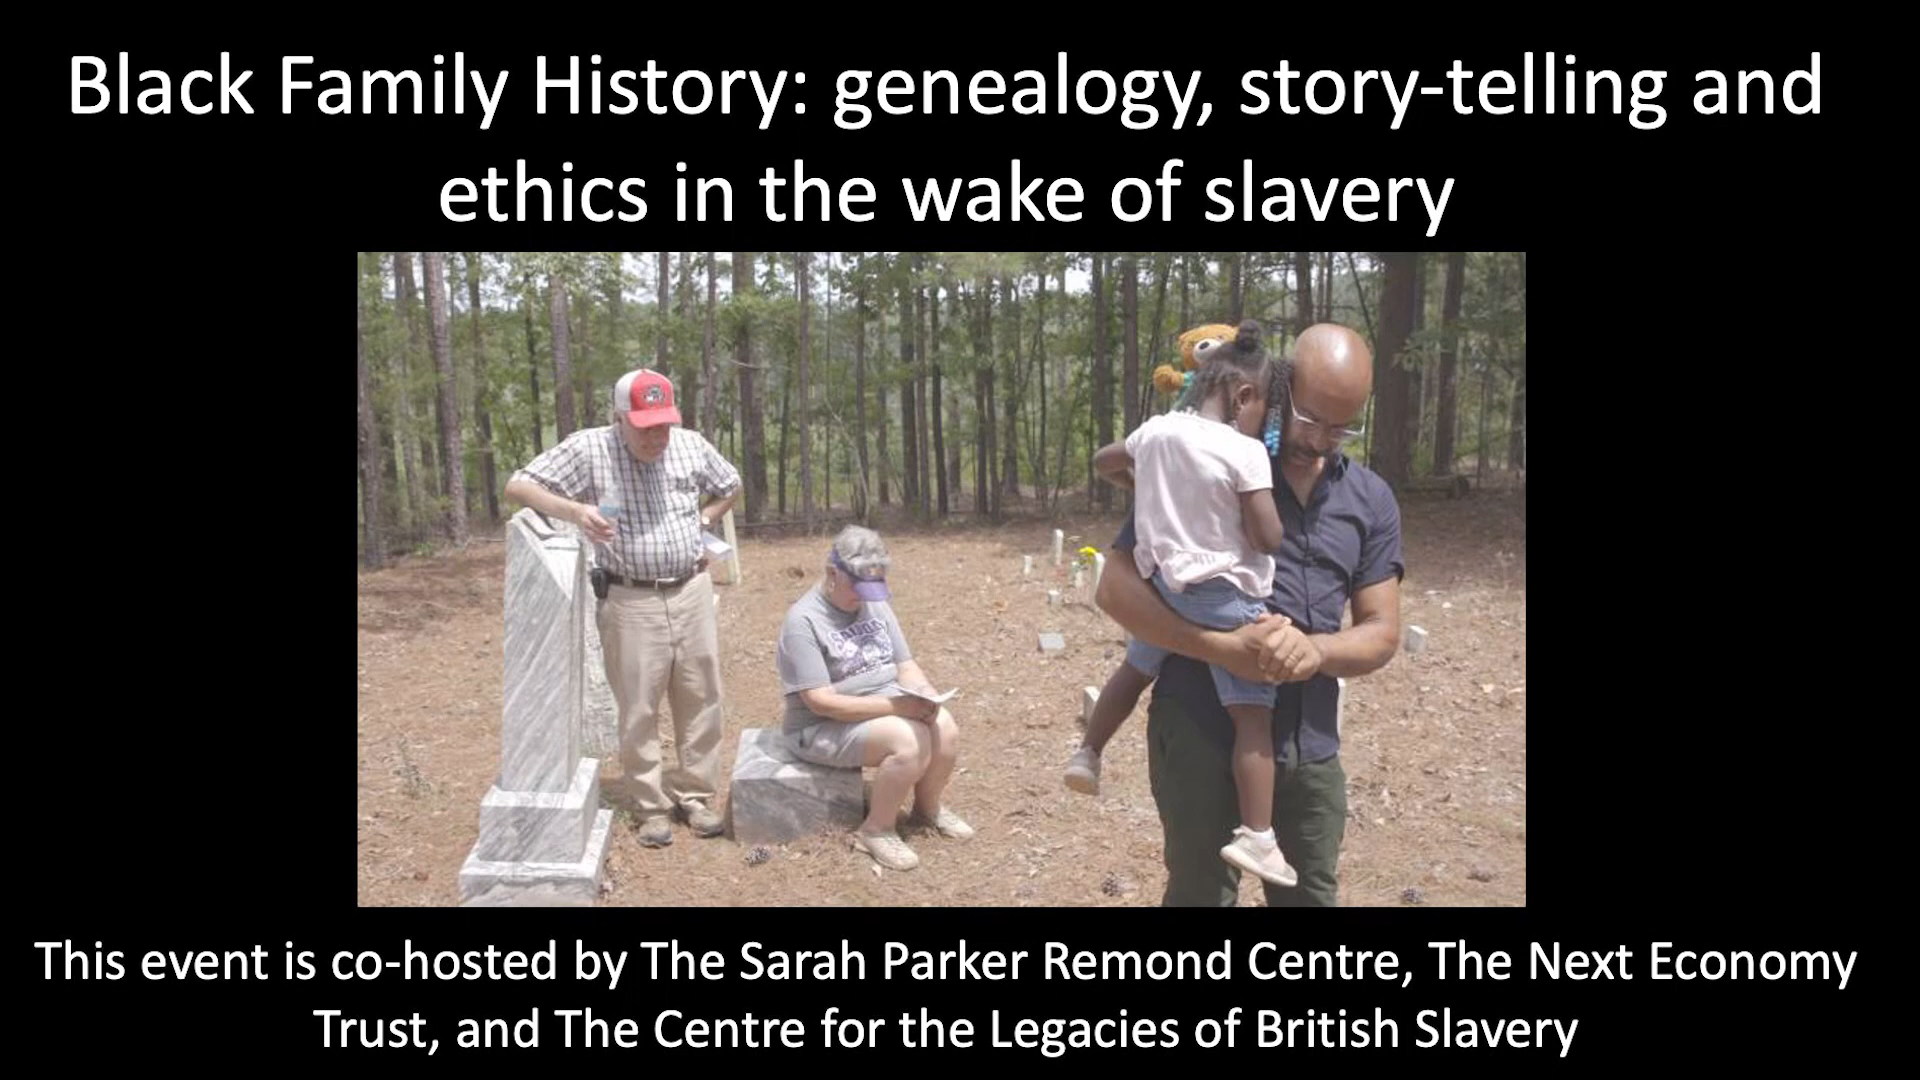 Black Family History: genealogy, story-telling and
ethics in the wake of slavery
This event is co-hosted by The Sarah Parker Remond Centre, The Next Economy
Trust, and The Centre for the Legacies of British Slavery